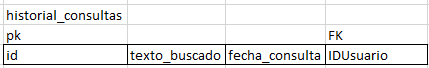 historial_consultas
pk FK
id texto_buscado fecha_consulta IDUsuario